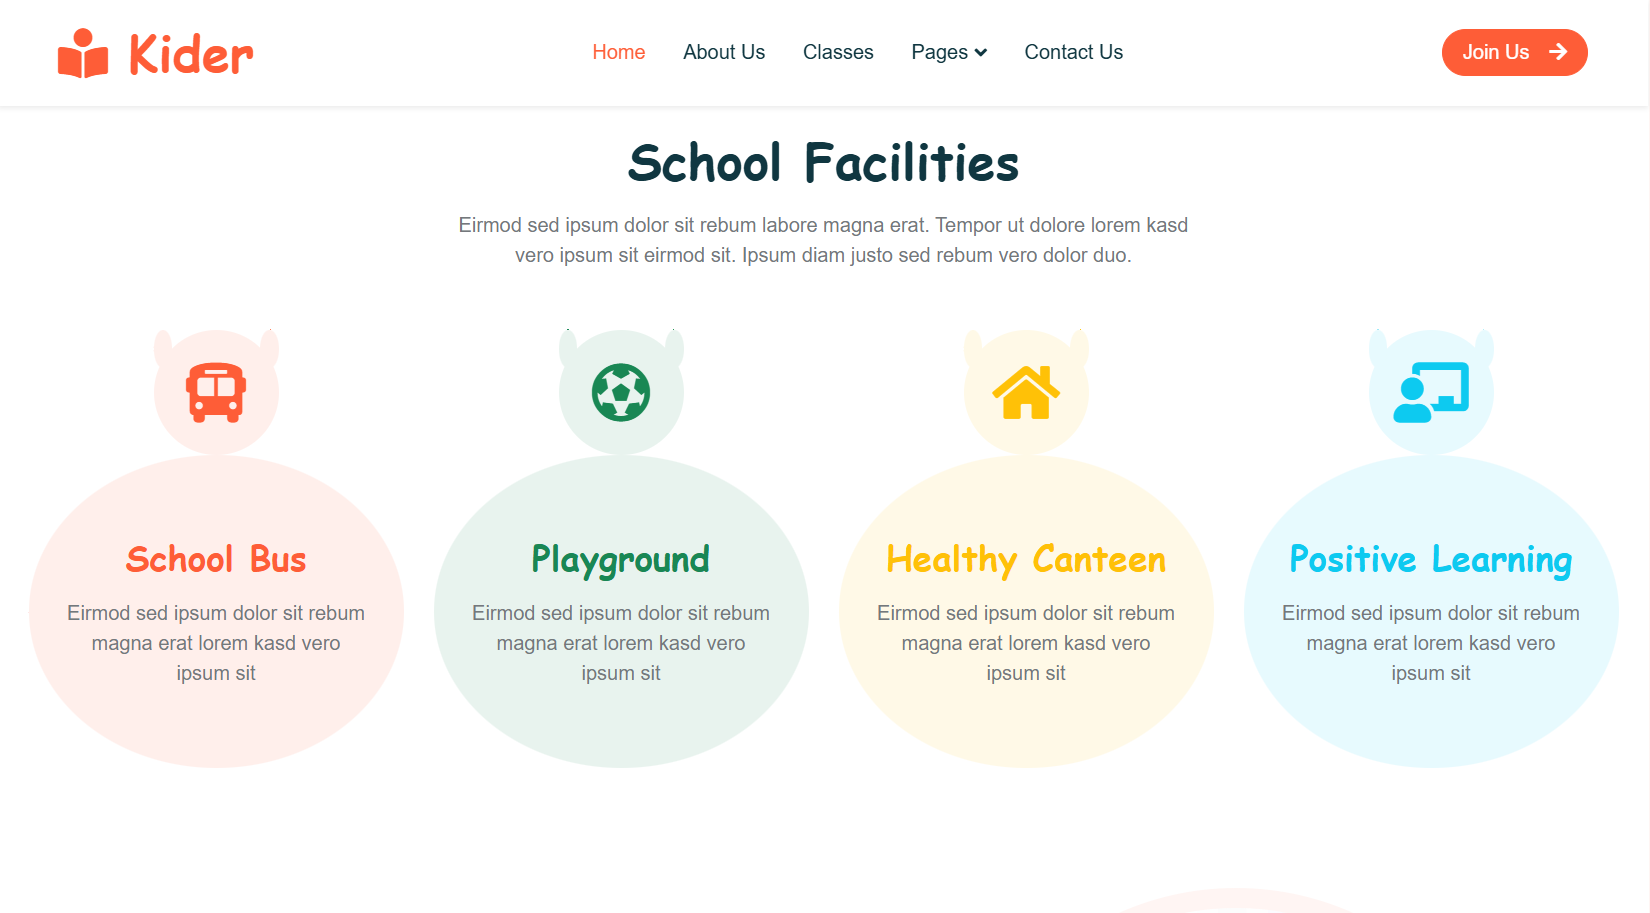 Kider
Home
About Us
Classes
Pages
Contact Us
Join Us
School Facilities
Eirmod sed ipsum dolor sit rebum labore magna erat. Tempor ut dolore lorem kasd
vero ipsum sit eirmod sit. Ipsum diam justo sed rebum vero dolor duo.
School Bus
Eirmod sed ipsum dolor sit rebum
magna erat lorem kasd vero
ipsum sit
Playground
Eirmod sed ipsum dolor sit rebum
magna erat lorem kasd vero
ipsum sit
Healthy Canteen
Eirmod sed ipsum dolor sit rebum
magna erat lorem kasd vero
ipsum sit
Positive Learning
Eirmod sed ipsum dolor sit rebum
magna erat lorem kasd vero
ipsum sit